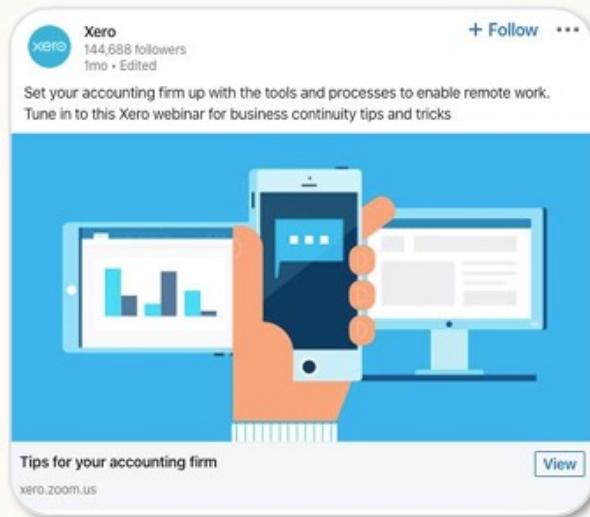 xero
Xero
+ Follow
144,688 followers
1mo • Edited
Set your accounting firm up with the tools and processes to enable remote work.
Tune in to this Xero webinar for business continuity tips and tricks
Tips for your accounting firm
View
xero.zoom.us